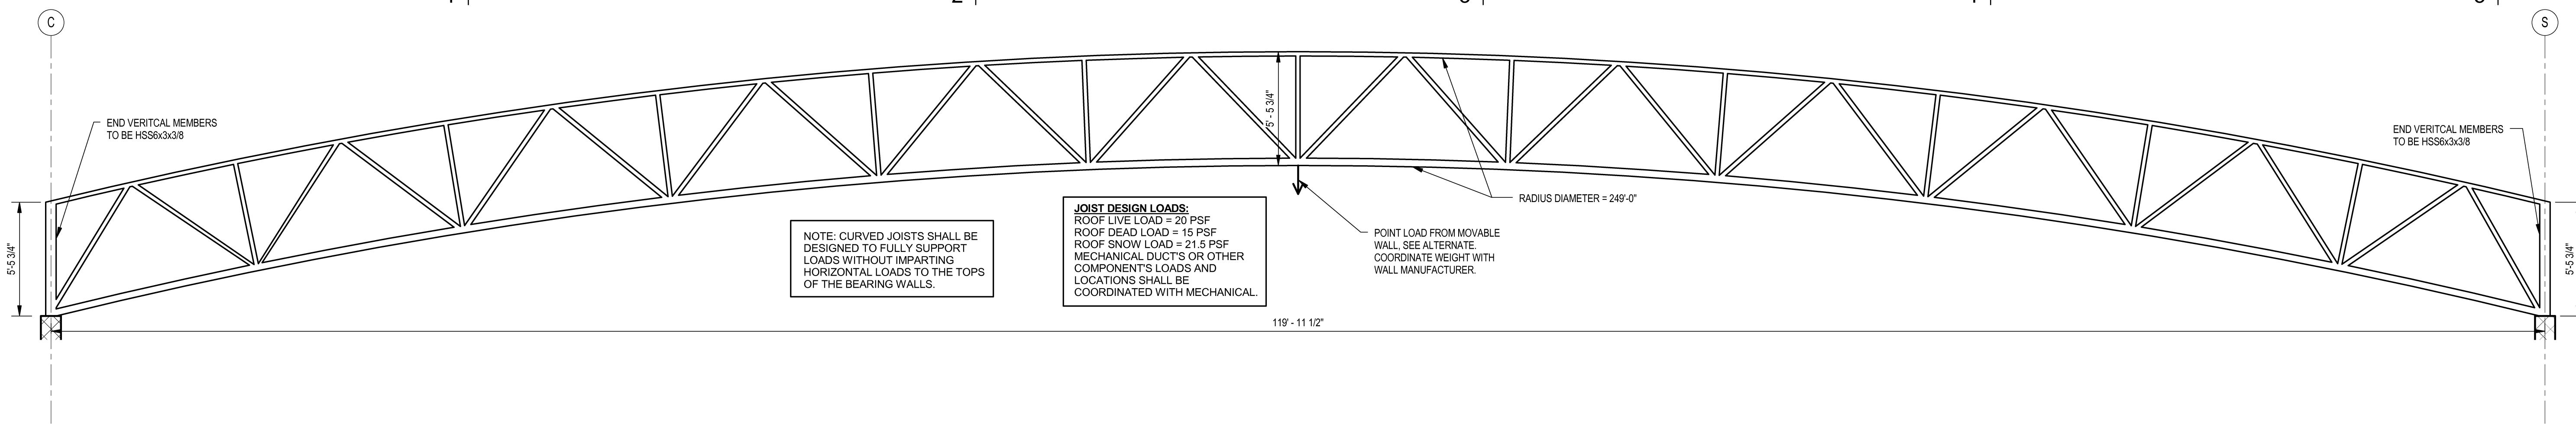 C
S
END VERITCAL MEMBERS
TO BE HSS6x3x3/8
5'-5 3/4"
5' - 5 3/4"
NOTE: CURVED JOISTS SHALL BE
DESIGNED TO FULLY SUPPORT
LOADS WITHOUT IMPARTING
HORIZONTAL LOADS TO THE TOPS
OF THE BEARING WALLS.
JOIST DESIGN LOADS:
ROOF LIVE LOAD = 20 PSF
ROOF DEAD LOAD = 15 PSF
ROOF SNOW LOAD = 21.5 PSF
MECHANICAL DUCT'S OR OTHER
COMPONENT'S LOADS AND
LOCATIONS SHALL BE
COORDINATED WITH MECHANICAL.
POINT LOAD FROM MOVABLE
WALL, SEE ALTERNATE.
COORDINATE WEIGHT WITH
WALL MANUFACTURER.
RADIUS DIAMETER = 249'-0"
END VERITCAL MEMBERS
TO BE HSS6x3x3/8
5'-5 3/4"
119' - 11 1/2"